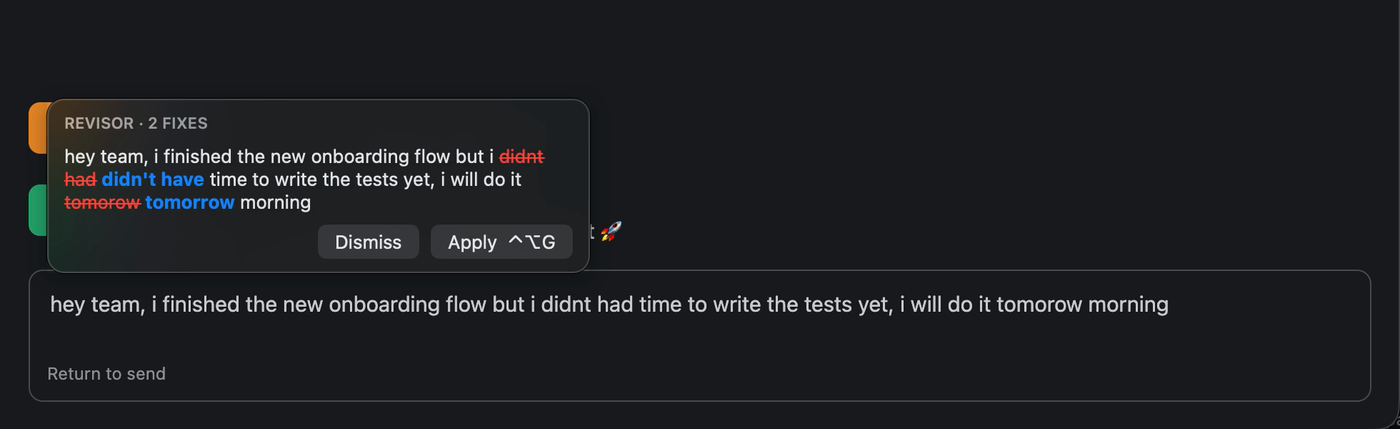 REVISOR · 2 FIXES
hey team, i finished the new onboarding flow but i didnt
had didn't have time to write the tests yet, i will do it
tomorow tomorrow morning
Dismiss Apply ^⌥G
🚀
hey team, i finished the new onboarding flow but i didnt had time to write the tests yet, i will do it tomorow morning
Return to send